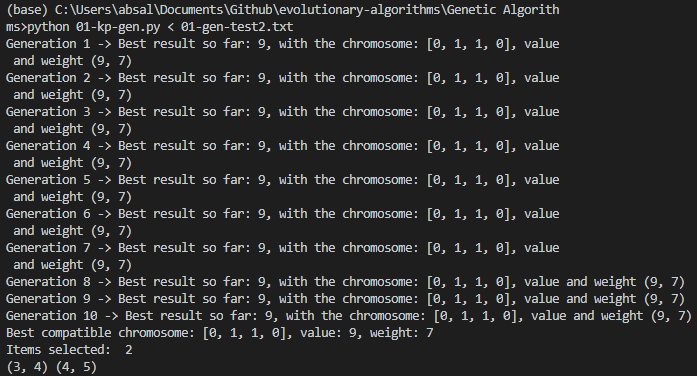 (base) C:\Users\absal\Documents\Github\evolutionary-algorithms\Genetic Algorith
ms>python 01-kp-gen.py < 01-gen-test2.txt
Generation 1 -> Best result so far: 9, with the chromosome: [0, 1, 1, 0], value
 and weight (9, 7)
Generation 2 -> Best result so far: 9, with the chromosome: [0, 1, 1, 0], value
 and weight (9, 7)
Generation 3 -> Best result so far: 9, with the chromosome: [0, 1, 1, 0], value
 and weight (9, 7)
Generation 4 -> Best result so far: 9, with the chromosome: [0, 1, 1, 0], value
 and weight (9, 7)
Generation 5 -> Best result so far: 9, with the chromosome: [0, 1, 1, 0], value
 and weight (9, 7)
Generation 6 -> Best result so far: 9, with the chromosome: [0, 1, 1, 0], value
 and weight (9, 7)
Generation 7 -> Best result so far: 9, with the chromosome: [0, 1, 1, 0], value
 and weight (9, 7)
Generation 8 -> Best result so far: 9, with the chromosome: [0, 1, 1, 0], value and weight (9, 7)
Generation 9 -> Best result so far: 9, with the chromosome: [0, 1, 1, 0], value and weight (9, 7)
Generation 10 -> Best result so far: 9, with the chromosome: [0, 1, 1, 0], value and weight (9, 7)
Best compatible chromosome: [0, 1, 1, 0], value: 9, weight: 7
Items selected:  2
(3, 4) (4, 5)